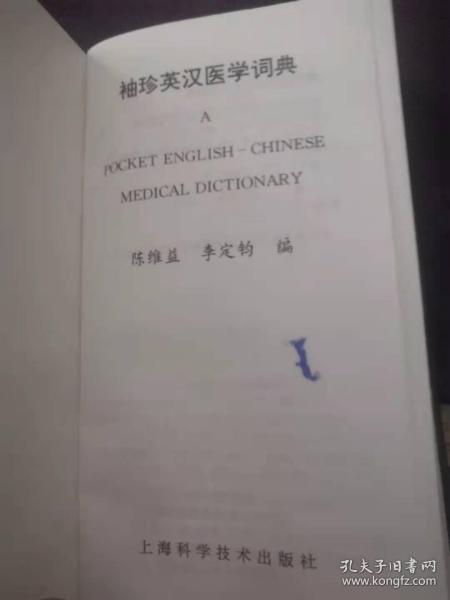 袖珍英汉医学词典
A
POCKET ENGLISH-CHINESE
MEDICAL DICTIONARY
陈维益 李定钧 编
上海科学技术出版社
孔夫子旧书网
www.kongfz.com